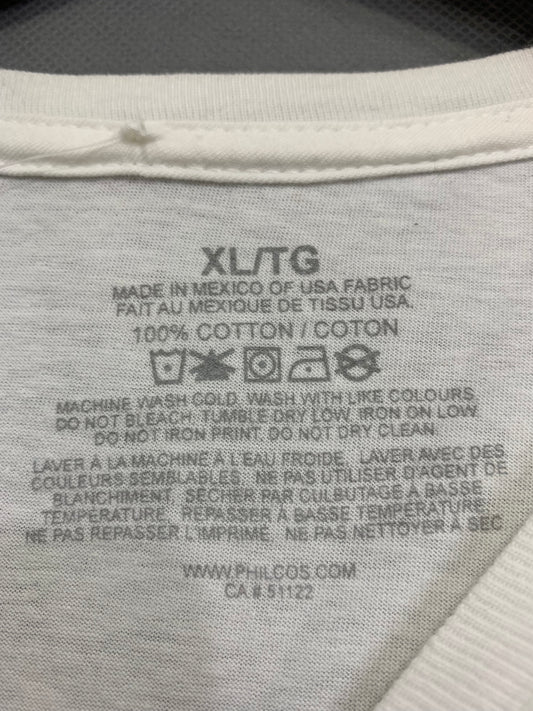 XL/TG
MADE IN MEXICO OF USA FABRIC
FAIT AU MEXIQUE DE TISSU USA.
100% COTTON / COTON
MACHINE WASH COLD. WASH WITH LIKE COLOURS.
DO NOT BLEACH. TUMBLE DRY LOW. IRON ON LOW.
DO NOT IRON PRINT. DO NOT DRY CLEAN.
LAVER À LA MACHINE À L'EAU FROIDE. LAVER AVEC DES
COULEURS SEMBLABLES. NE PAS UTILISER D'AGENT DE
BLANCHIMENT. SÉCHER PAR CULBUTAGE À BASSE
TEMPÉRATURE. REPASSER À BASSE TEMPÉRATURE.
NE PAS REPASSER L'IMPRIMÉ. NE PAS NETTOYER À SEC
WWW.PHILCOS.COM
CA # 51122